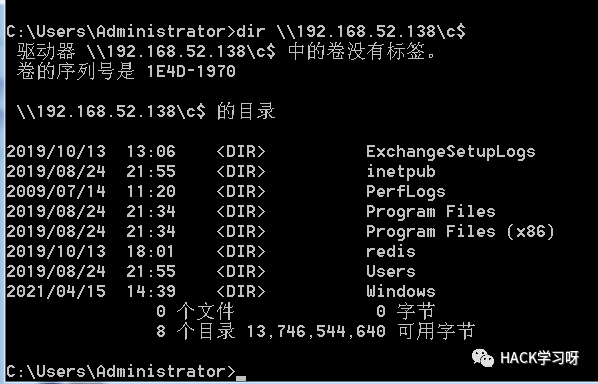 C:\Users\Administrator>dir \\192.168.52.138\c$
驱动器 \\192.168.52.138\c$ 中的卷没有标签。
卷的序列号是 1E4D-1970
\\192.168.52.138\c$ 的目录
2019/10/13  13:06    <DIR>          ExchangeSetupLogs
2019/08/24  21:55    <DIR>          inetpub
2009/07/14  11:20    <DIR>          PerfLogs
2019/08/24  21:34    <DIR>          Program Files
2019/08/24  21:34    <DIR>          Program Files (x86)
2019/10/13  18:01    <DIR>          redis
2019/08/24  21:55    <DIR>          Users
2021/04/15  14:39    <DIR>          Windows
0 个文件              0 字节
8 个目录 13,746,544,640 可用字节
C:\Users\Administrator>_
HACK学习呀